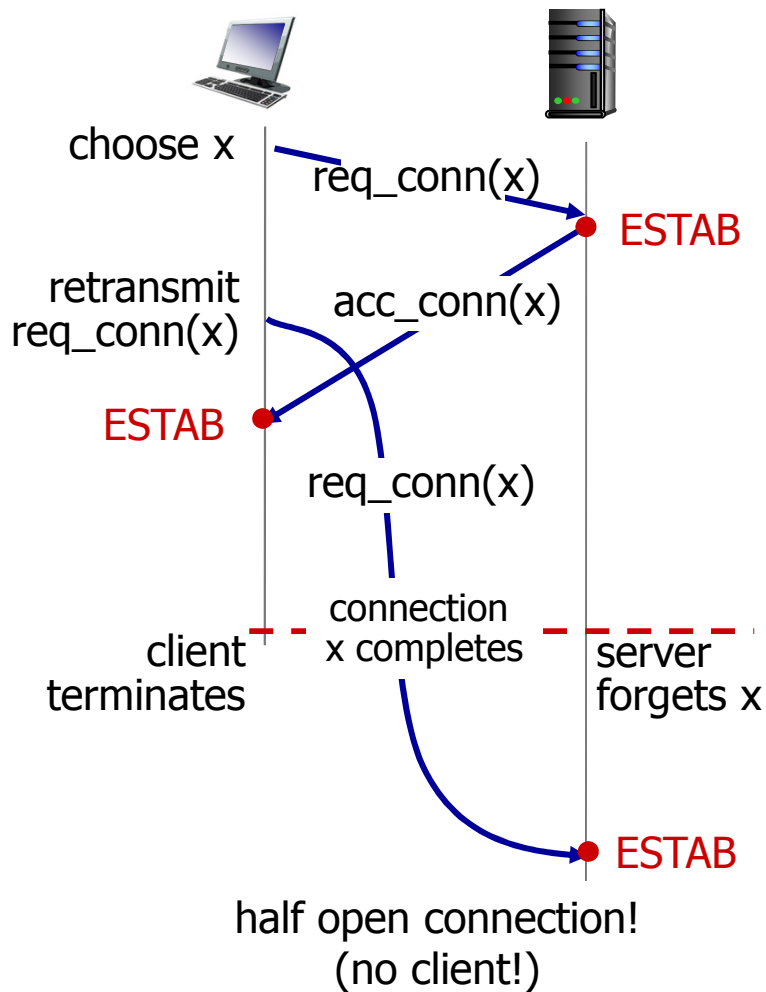 choose x
req_conn(x)
ESTAB
retransmit
req_conn(x)
acc_conn(x)
ESTAB
req_conn(x)
connection
x completes
client
terminates
server
forgets x
ESTAB
half open connection!
(no client!)